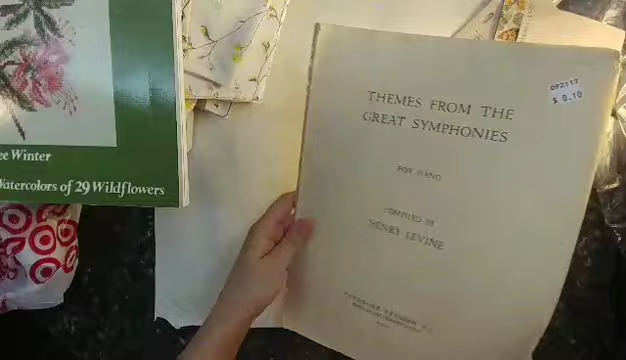 ee Winter
Watercolors of 29 Wildflowers
THEMES FROM THE
GREAT SYMPHONIES
FOR PIANO
COMPILED BY
HENRY LEVINE
092117
$ 0.10